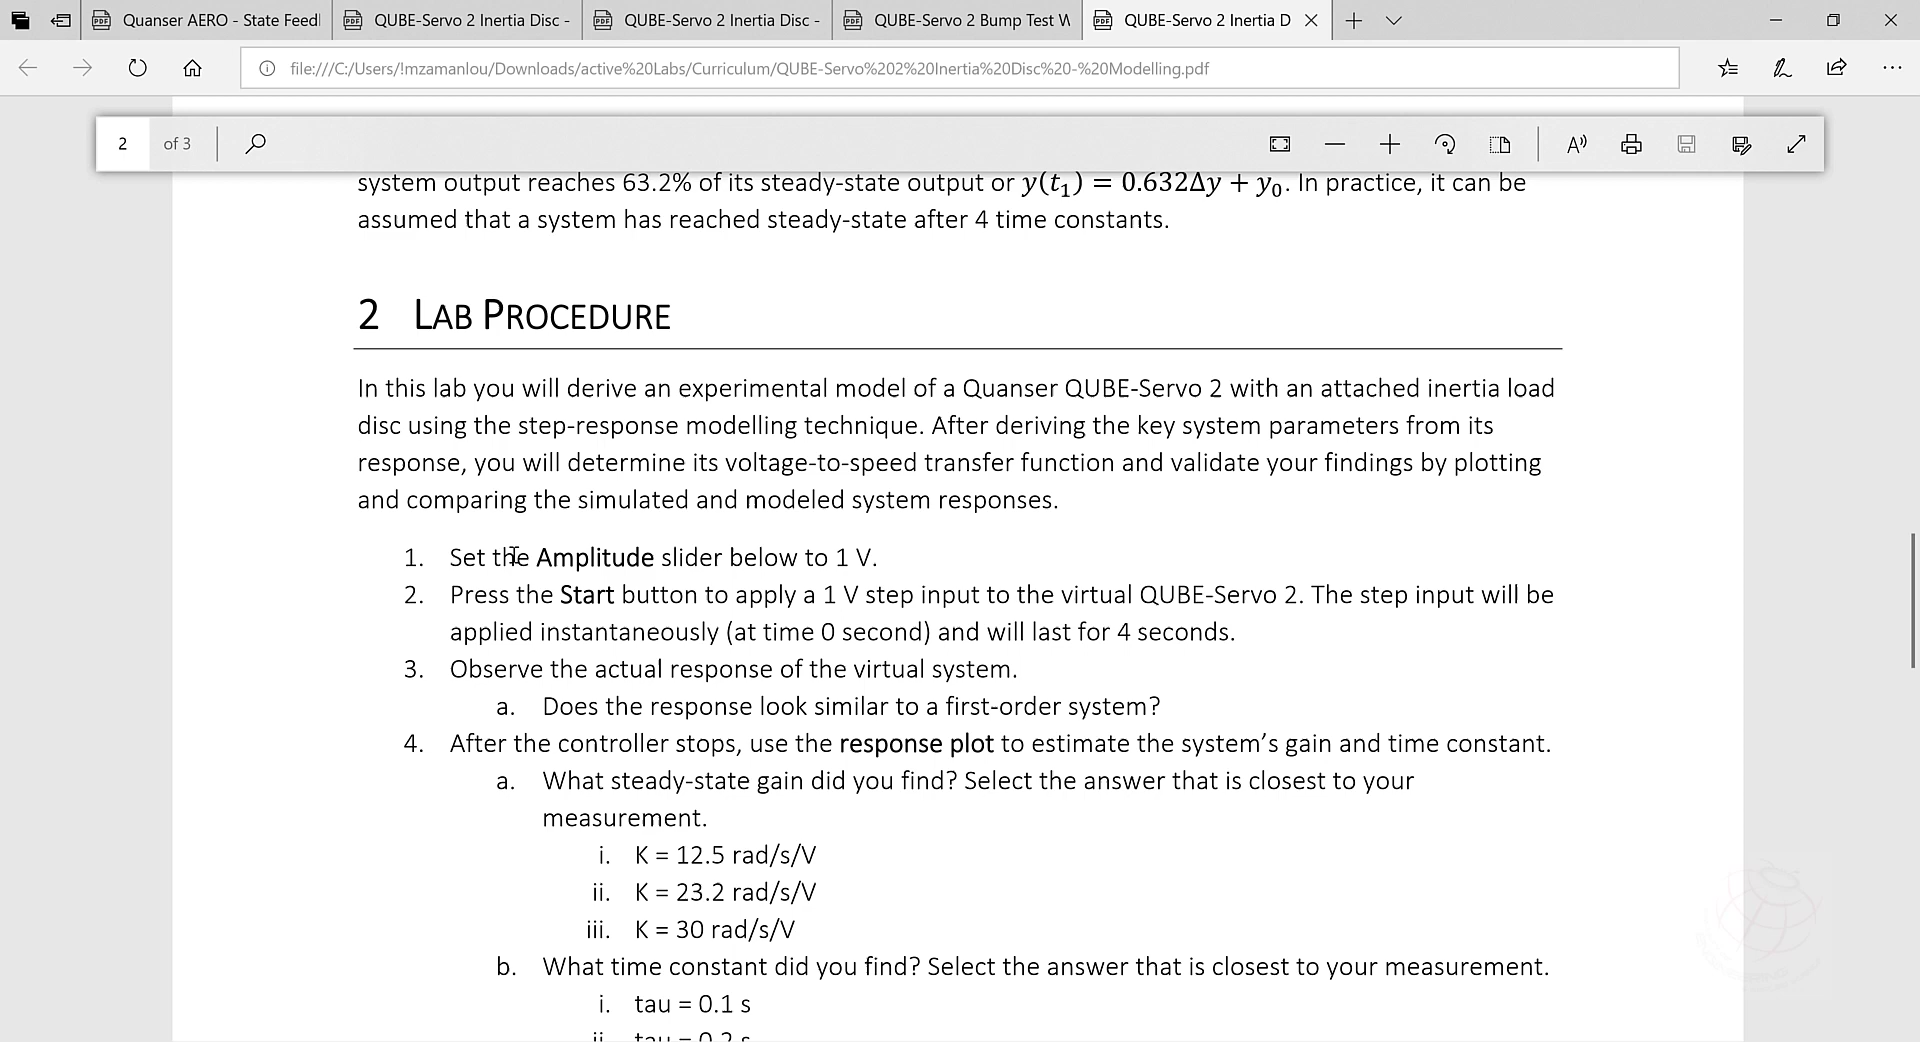 Quanser AERO - State Feedl
QUBE-Servo 2 Inertia Disc -
QUBE-Servo 2 Inertia Disc -
QUBE-Servo 2 Bump Test W
QUBE-Servo 2 Inertia D
file:///C:/Users/!mzamanlou/Downloads/active%20Labs/Curriculum/QUBE-Servo%202%20Inertia%20Disc%20-%20Modelling.pdf
2 of 3
system output reaches 63.2% of its steady-state output or y(t₁) = 0.632Δy + y₀. In practice, it can be
assumed that a system has reached steady-state after 4 time constants.
2 LAB PROCEDURE
In this lab you will derive an experimental model of a Quanser QUBE-Servo 2 with an attached inertia load
disc using the step-response modelling technique. After deriving the key system parameters from its
response, you will determine its voltage-to-speed transfer function and validate your findings by plotting
and comparing the simulated and modeled system responses.
1. Set the Amplitude slider below to 1 V.
2. Press the Start button to apply a 1 V step input to the virtual QUBE-Servo 2. The step input will be
applied instantaneously (at time 0 second) and will last for 4 seconds.
3. Observe the actual response of the virtual system.
a. Does the response look similar to a first-order system?
4. After the controller stops, use the response plot to estimate the system's gain and time constant.
a. What steady-state gain did you find? Select the answer that is closest to your
measurement.
i. K = 12.5 rad/s/V
ii. K = 23.2 rad/s/V
iii. K = 30 rad/s/V
b. What time constant did you find? Select the answer that is closest to your measurement.
i. tau = 0.1 s
ii. tau = 0.2 s